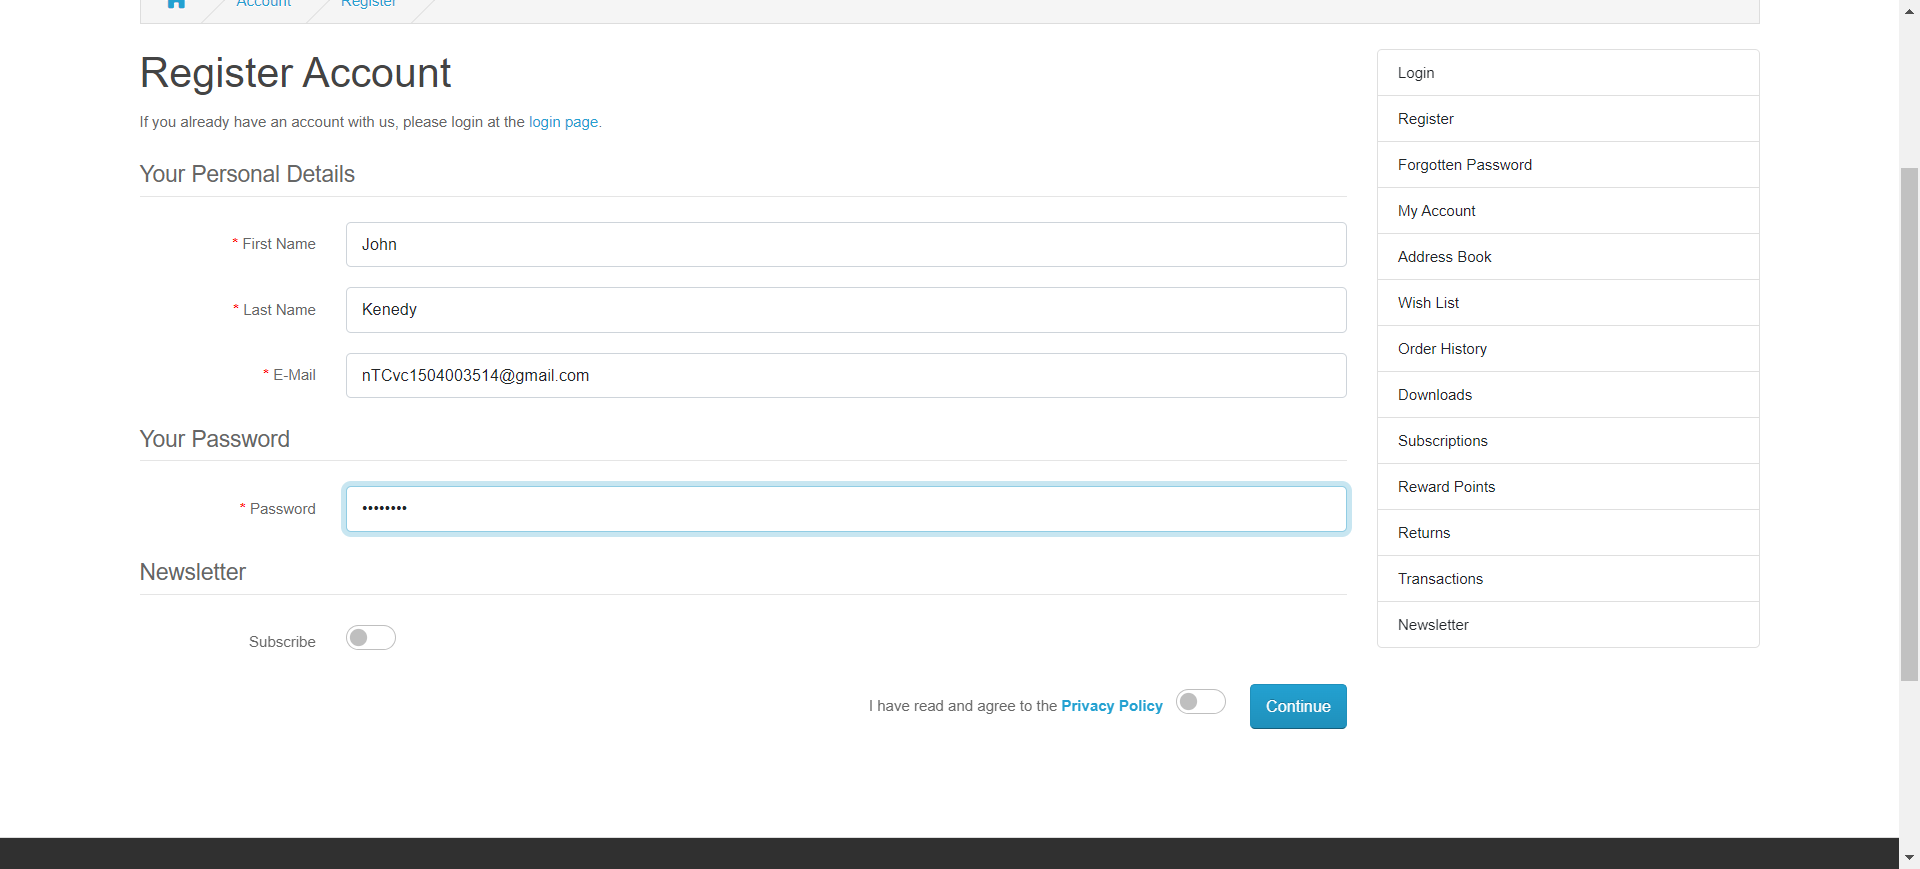 Account
Register
Register Account
If you already have an account with us, please login at the login page.
Your Personal Details
* First Name
John
* Last Name
Kenedy
* E-Mail
nTCvc1504003514@gmail.com
Your Password
* Password
••••••••
Newsletter
Subscribe
I have read and agree to the Privacy Policy
Continue
Login
Register
Forgotten Password
My Account
Address Book
Wish List
Order History
Downloads
Subscriptions
Reward Points
Returns
Transactions
Newsletter